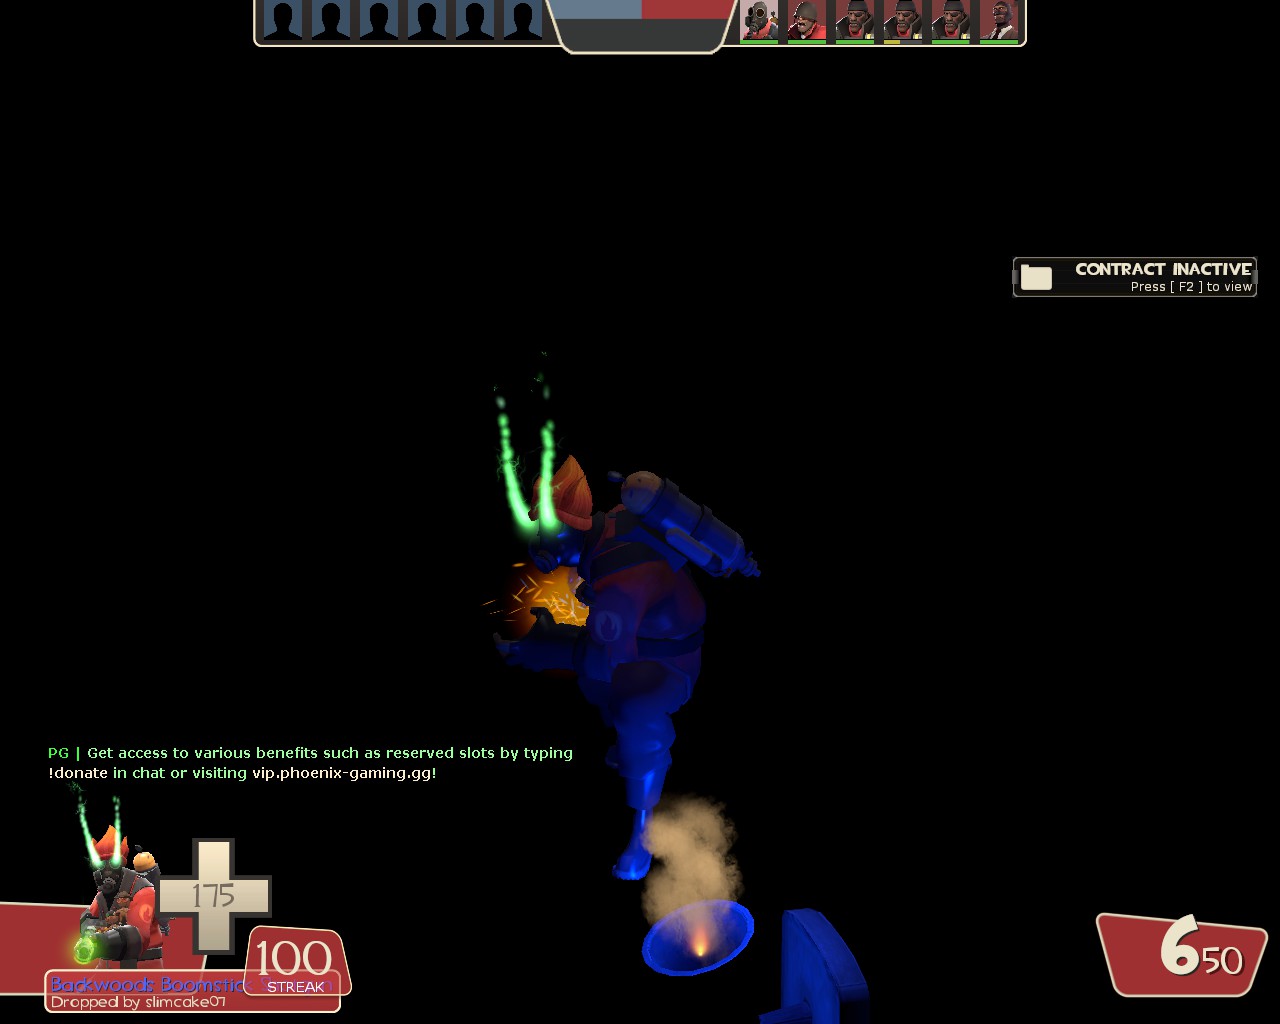 CONTRACT INACTIVE
Press [ F2 ] to view
PG | Get access to various benefits such as reserved slots by typing
!donate in chat or visiting vip.phoenix-gaming.gg!
175
100
STREAK
Backwoods Boomstick
Dropped by slimcake07
6 50